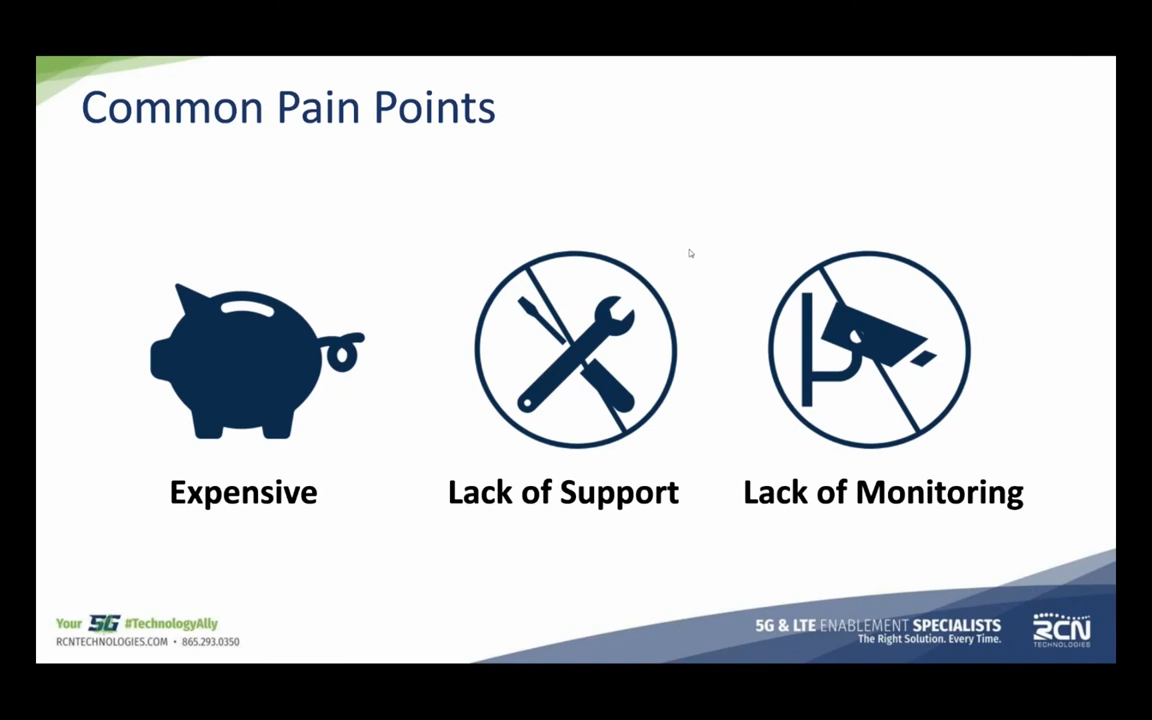 Common Pain Points
Expensive
Lack of Support
Lack of Monitoring
Your 5G #TechnologyAlly
RCNTECHNOLOGIES.COM • 865.293.0350
5G & LTE ENABLEMENT SPECIALISTS
The Right Solution. Every Time.
RCN
TECHNOLOGIES